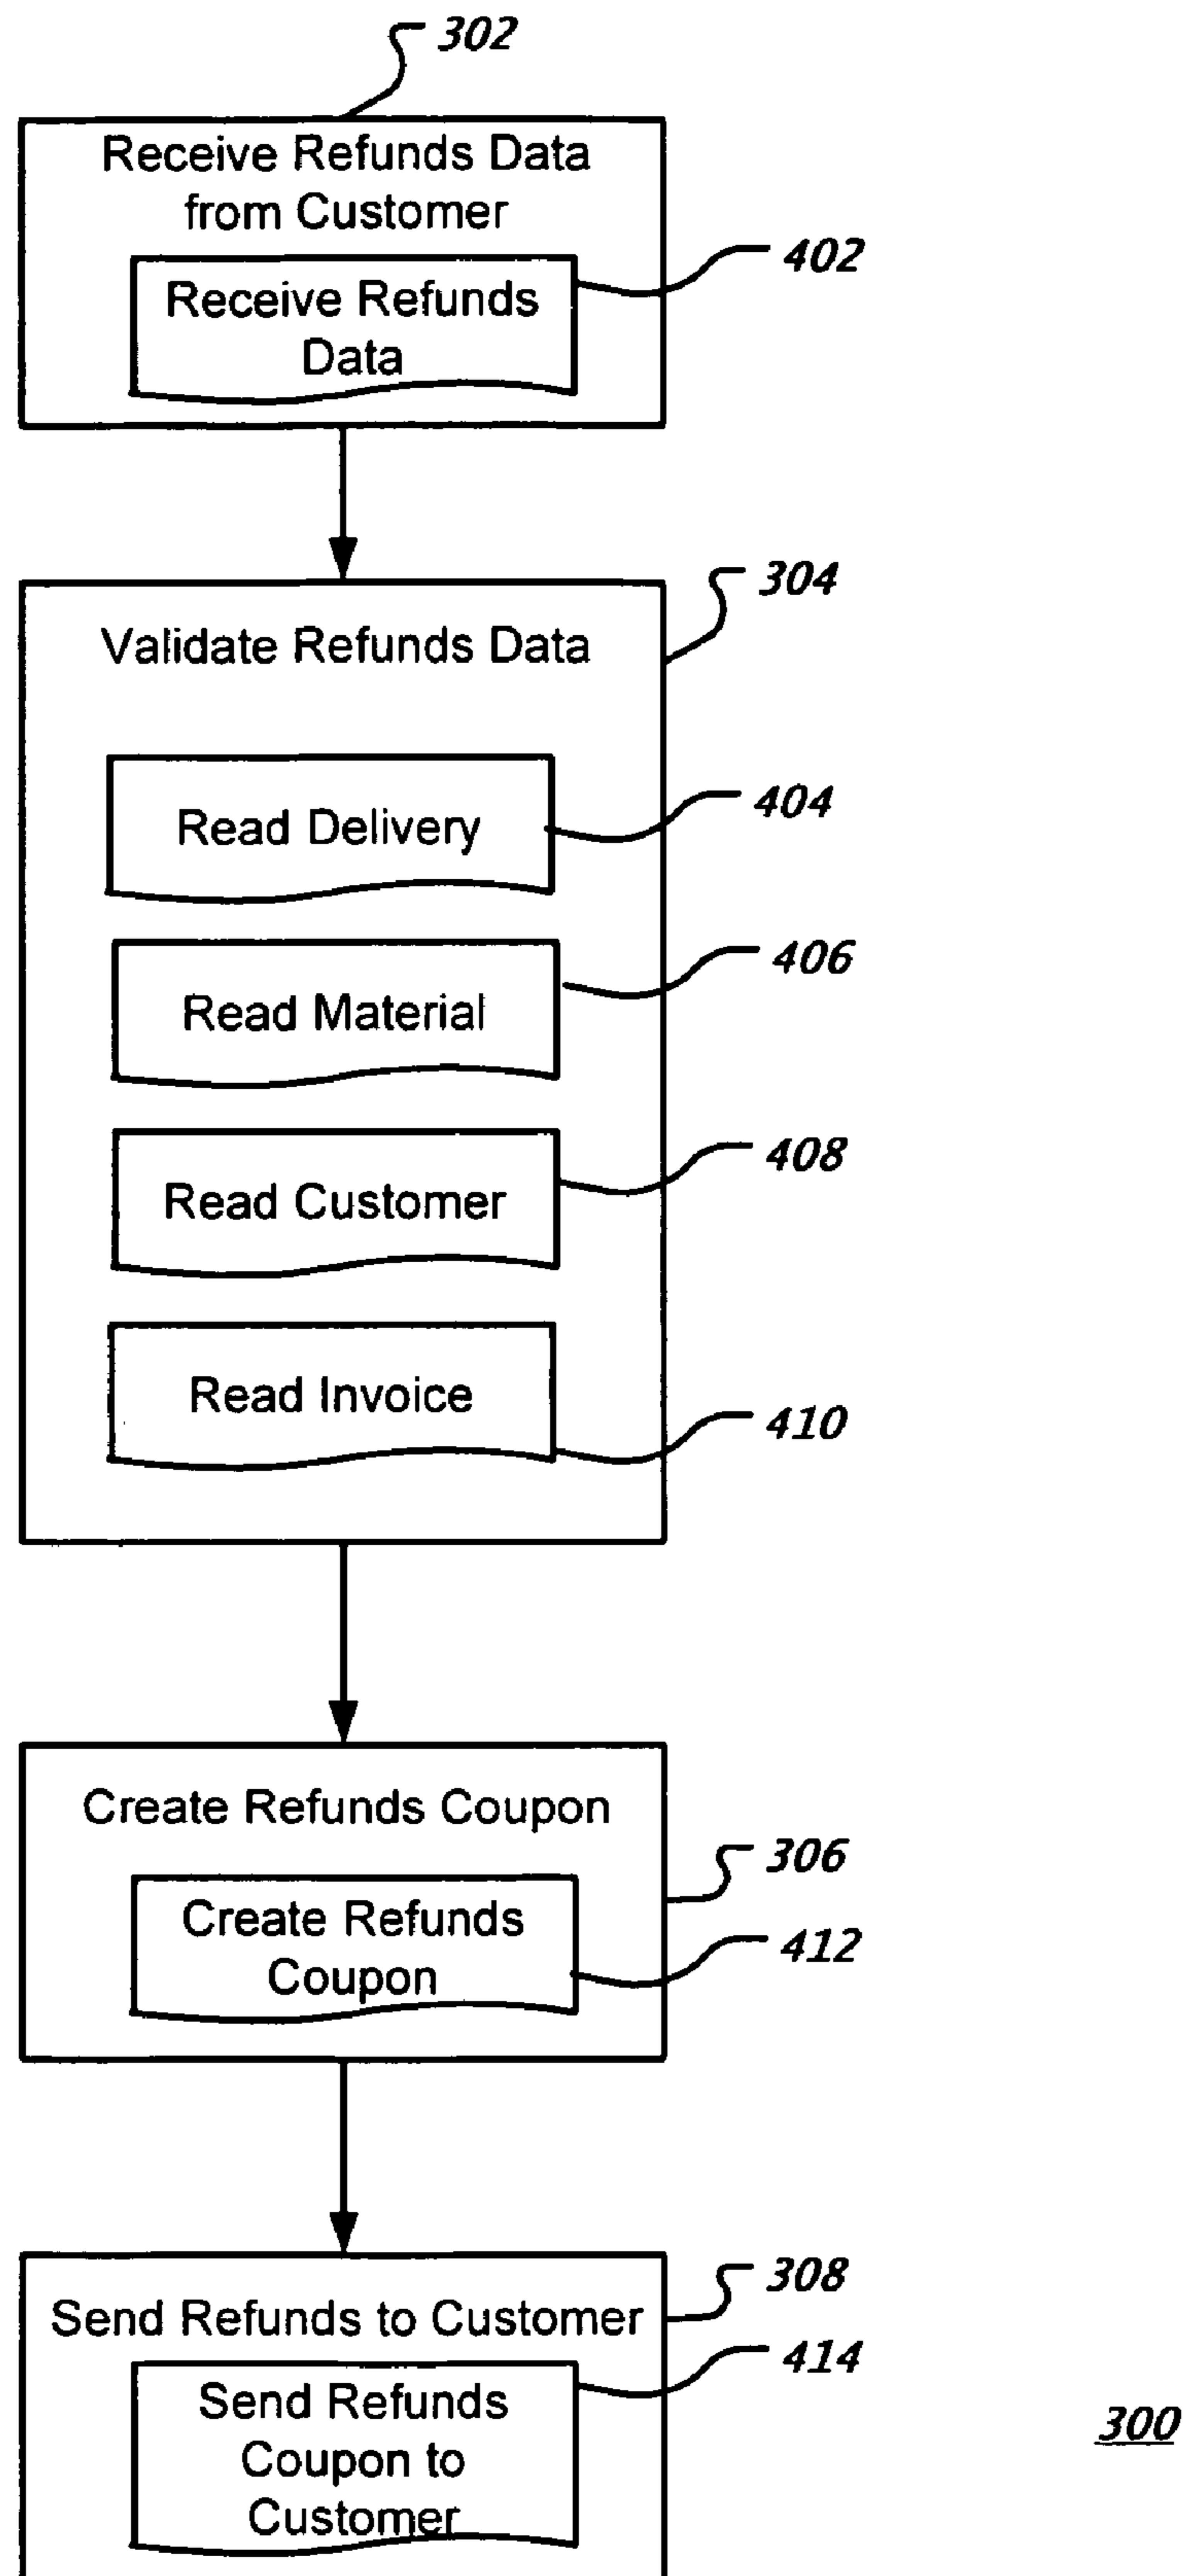 302
Receive Refunds Data
from Customer
402
Receive Refunds
Data
304
Validate Refunds Data
Read Delivery
404
406
Read Material
408
Read Customer
Read Invoice
410
Create Refunds Coupon
306
Create Refunds
Coupon
412
308
Send Refunds to Customer
414
Send Refunds
Coupon to
Customer
300